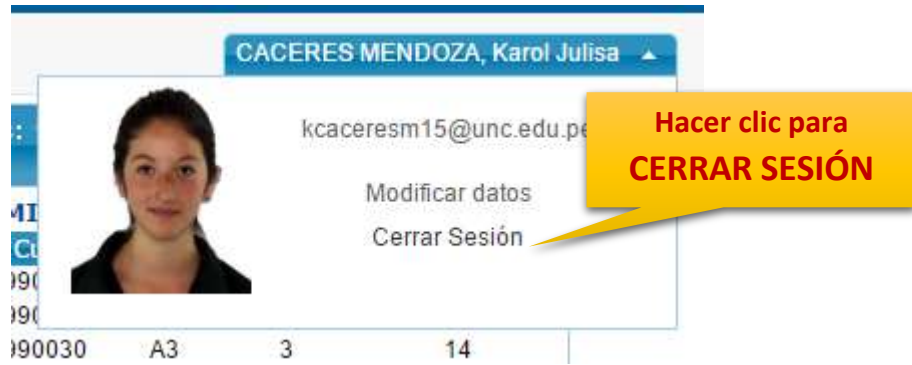 CACERES MENDOZA, Karol Julisa
kcaceresm15@unc.edu.pe
Hacer clic para
CERRAR SESIÓN
Modificar datos
Cerrar Sesión
990030 A3 3 14